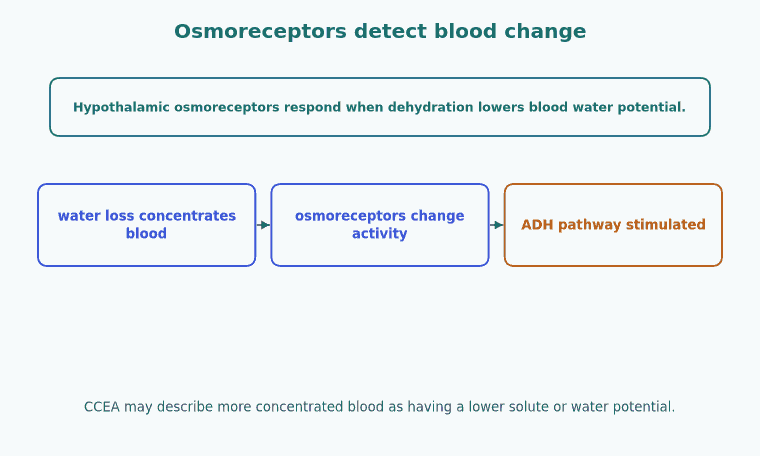 Osmoreceptors detect blood change
Hypothalamic osmoreceptors respond when dehydration lowers blood water potential.
water loss concentrates
blood
osmoreceptors change
activity
ADH pathway stimulated
CCEA may describe more concentrated blood as having a lower solute or water potential.